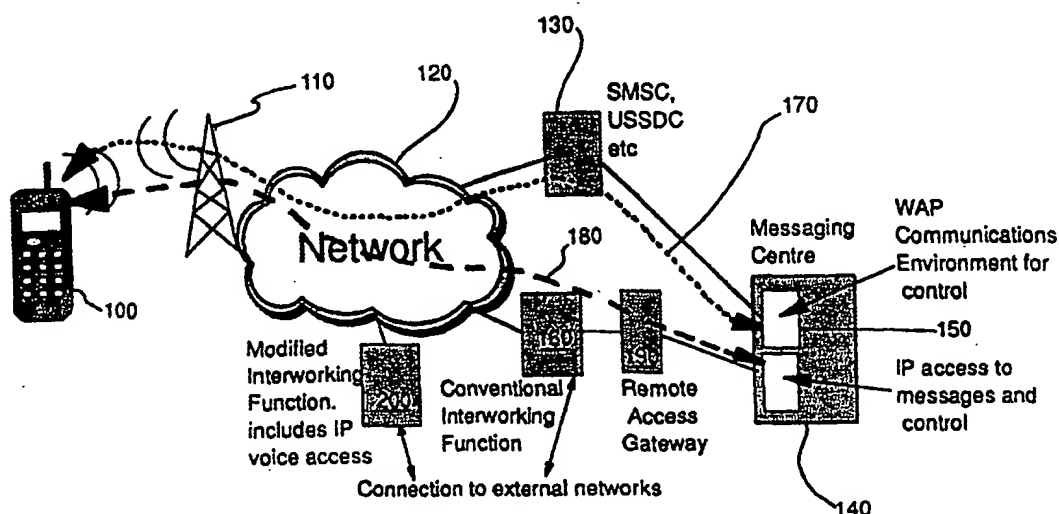 130
120
110
SMSC,
USSDC
etc
170
WAP
Communications
Environment for
control
Messaging
Centre
Network
180
100
150
160
190
200
Modified
Interworking
Function.
includes IP
voice access
Conventional
Interworking
Function
Remote
Access
Gateway
IP access to
messages and
control
Connection to external networks
140